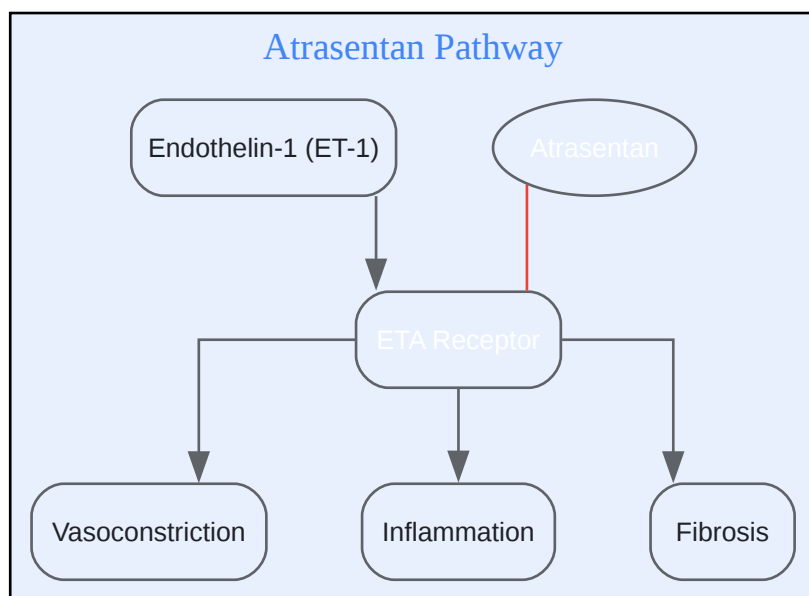 Atrasentan Pathway
Endothelin-1 (ET-1)
Atrasentan
ETA Receptor
Vasoconstriction
Inflammation
Fibrosis